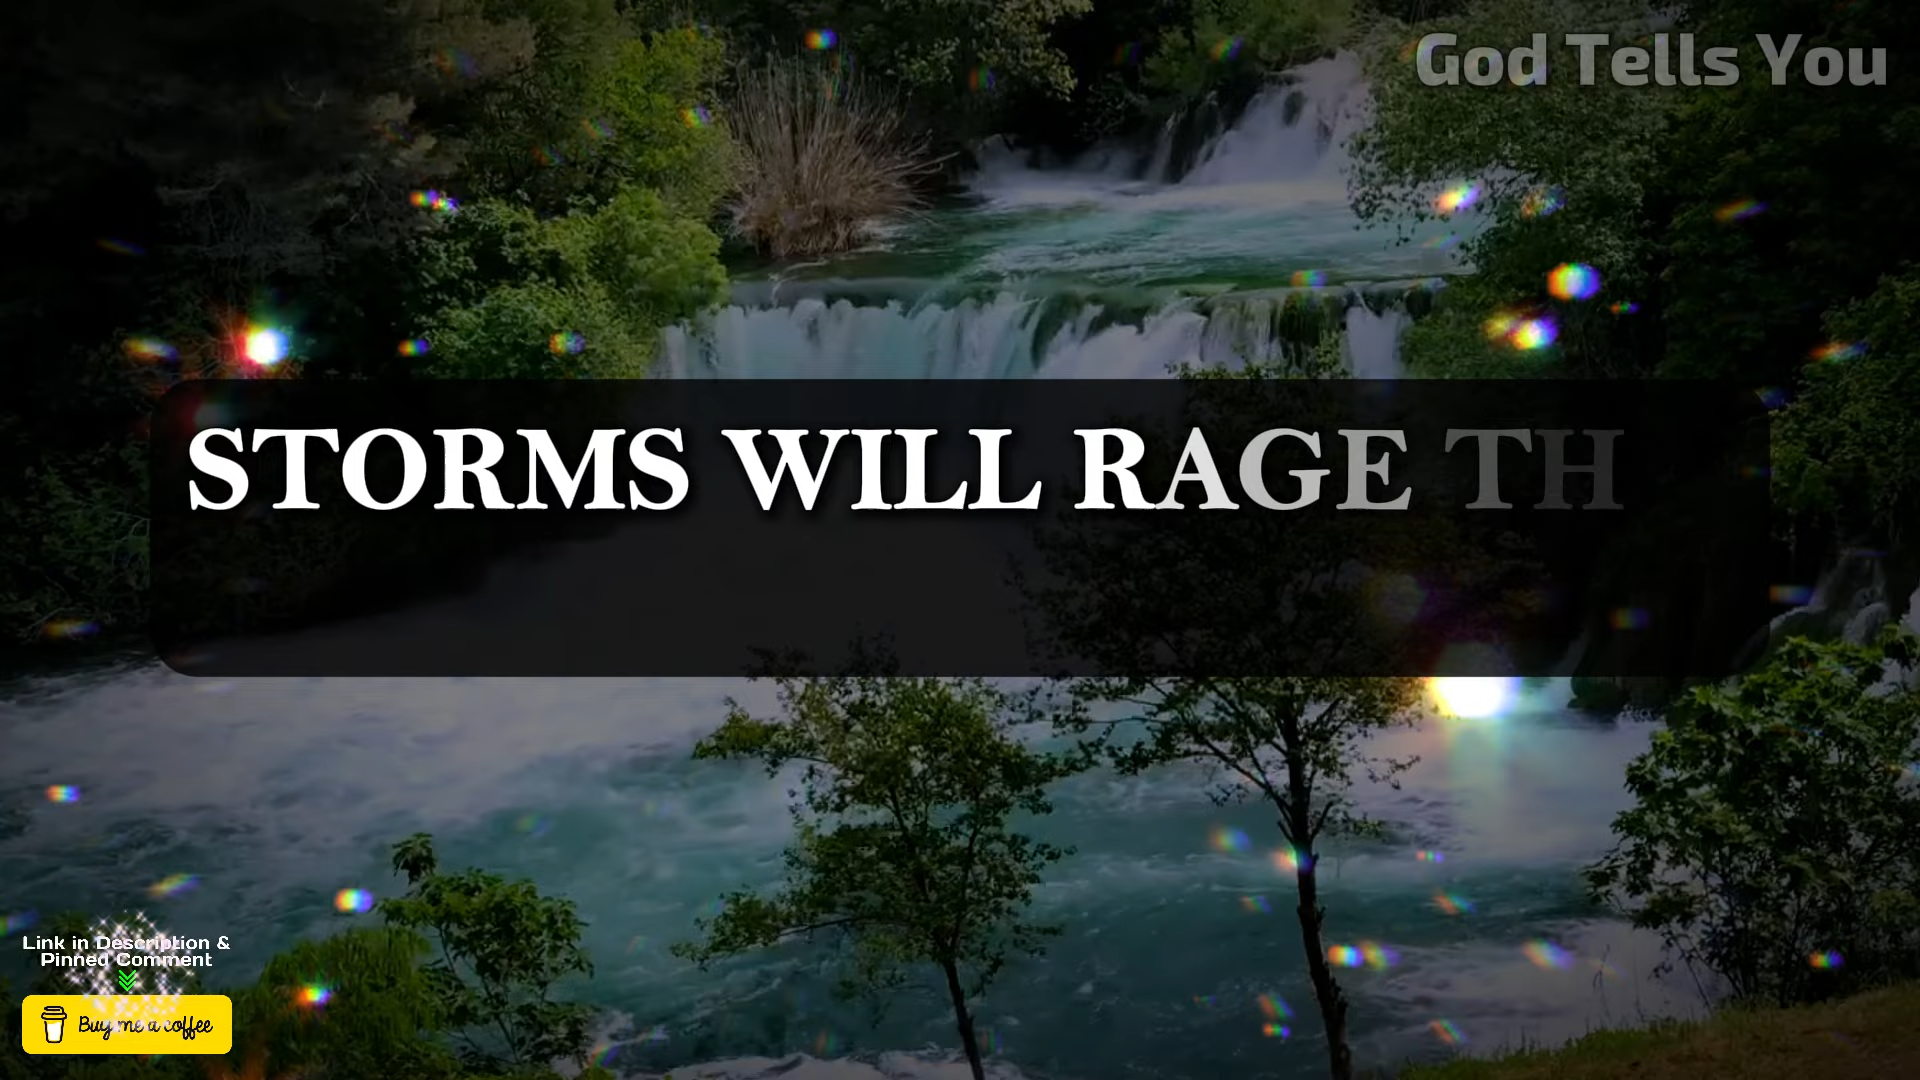 God Tells You
STORMS WILL RAGE TH
Link in Description &
Pinned Comment
Buy me a coffee